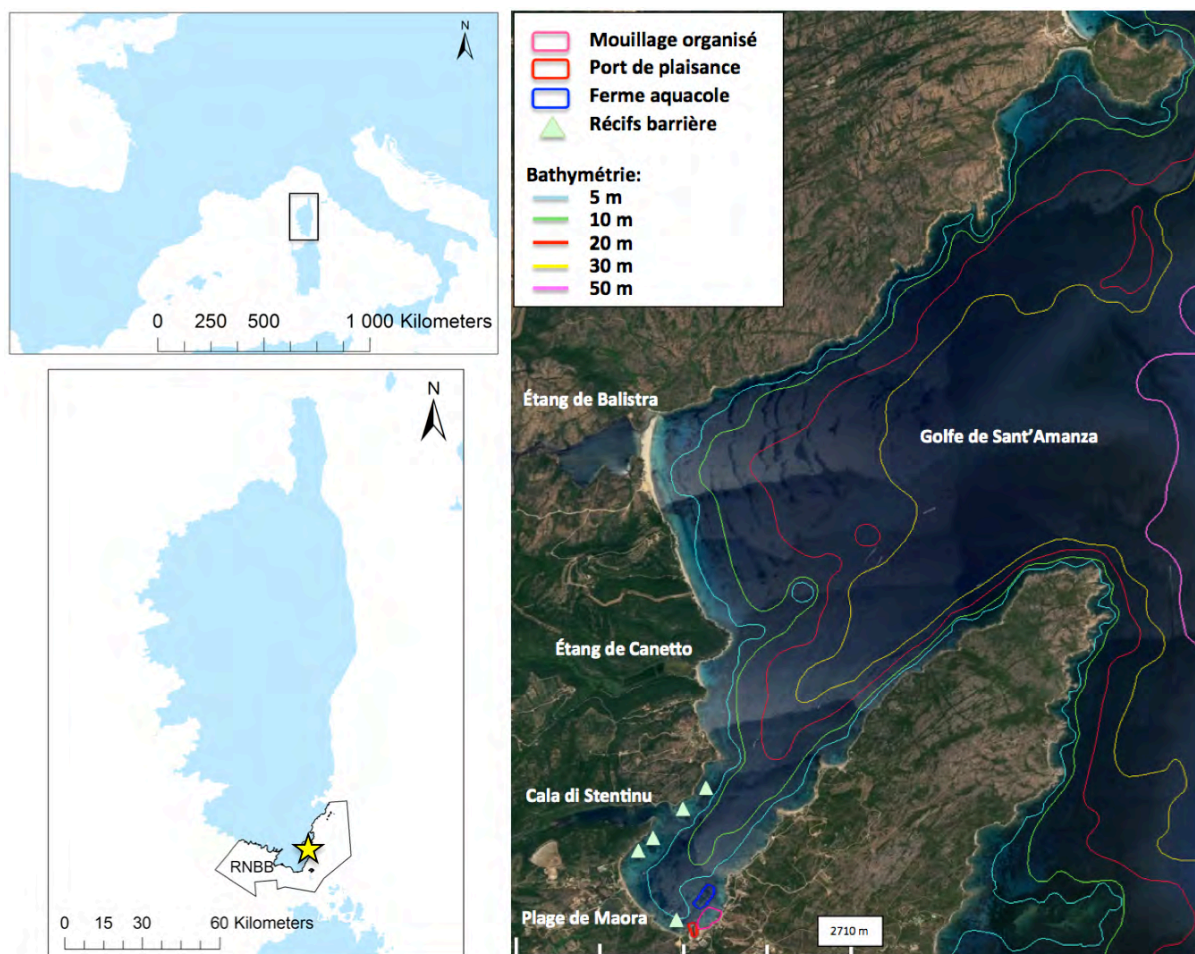 N
0 250 500 1 000 Kilometers
N
RNBB
0 15 30 60 Kilometers
Mouillage organisé
Port de plaisance
Ferme aquacole
Récifs barrière
Bathymétrie:
5 m
10 m
20 m
30 m
50 m
Étang de Balistra
Golfe de Sant'Amanza
Étang de Canetto
Cala di Stentinu
Plage de Maora
2710 m